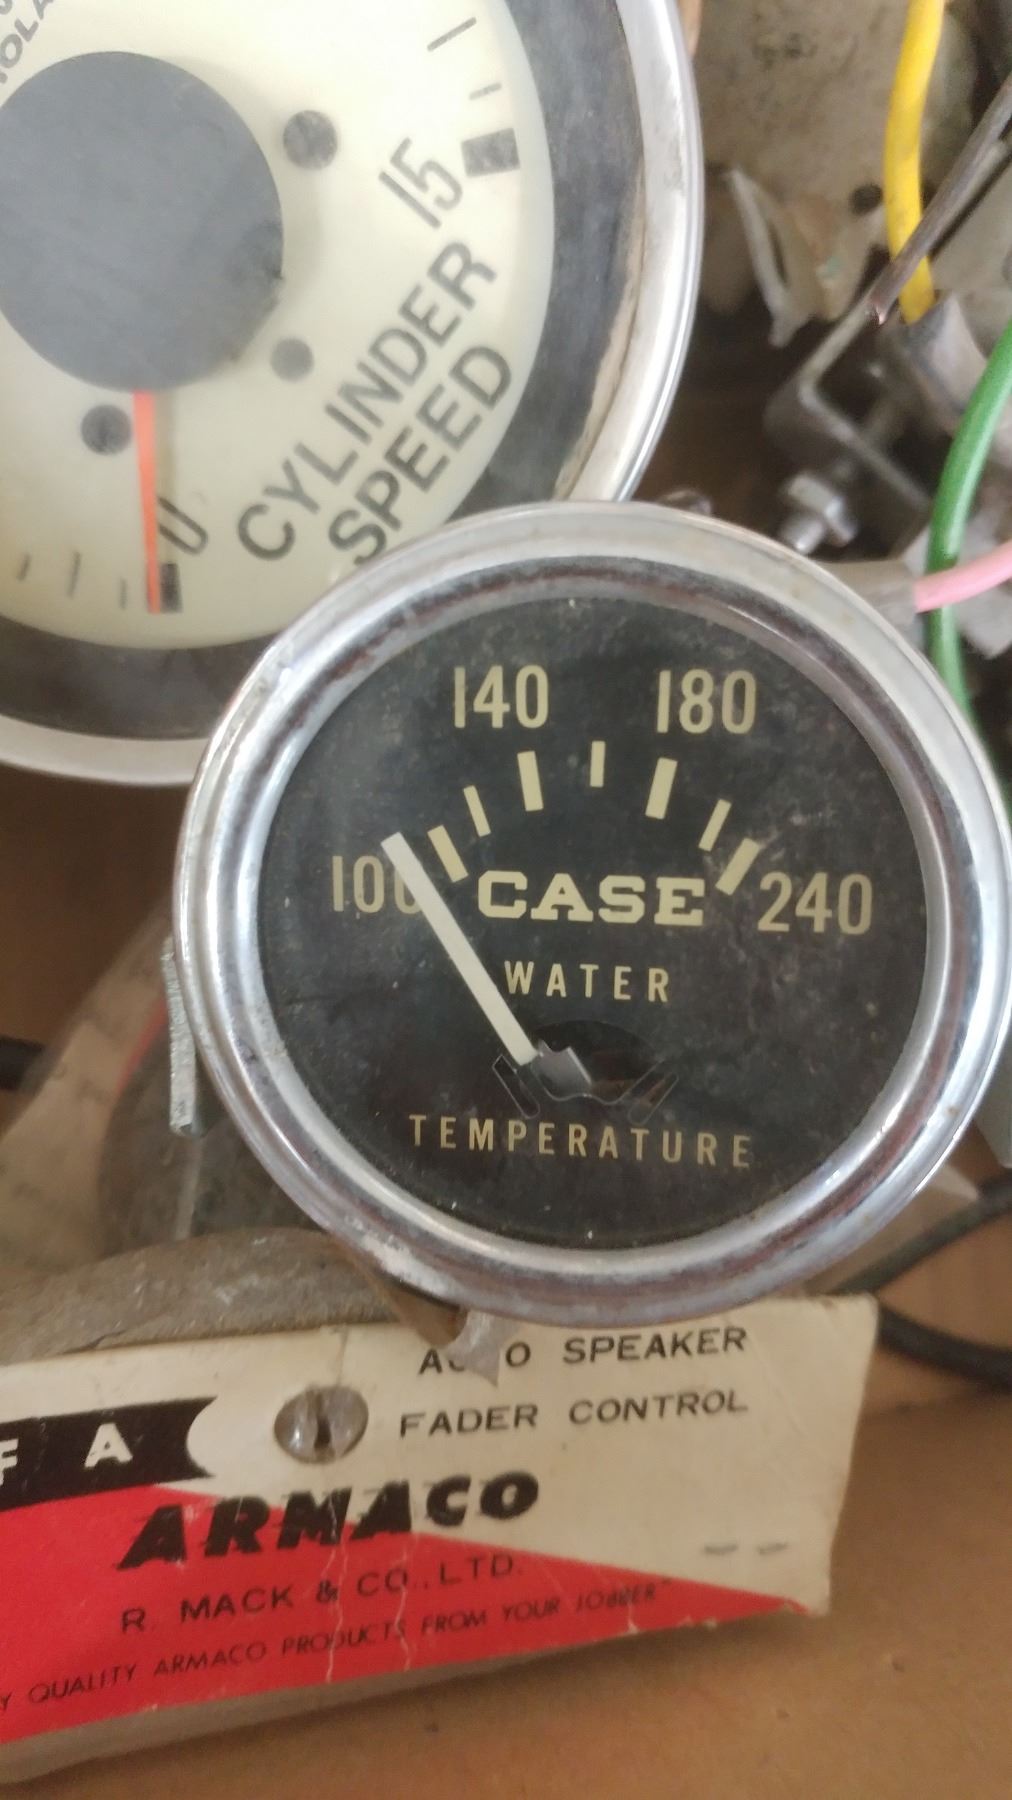 15
CYLINDER
SPEED
0
140 180
100 240
CASE
WATER
TEMPERATURE
AUTO SPEAKER
FADER CONTROL
F A
ARMACO
R. MACK & CO., LTD.
QUALITY ARMACO PRODUCTS FROM YOUR JOBBER"